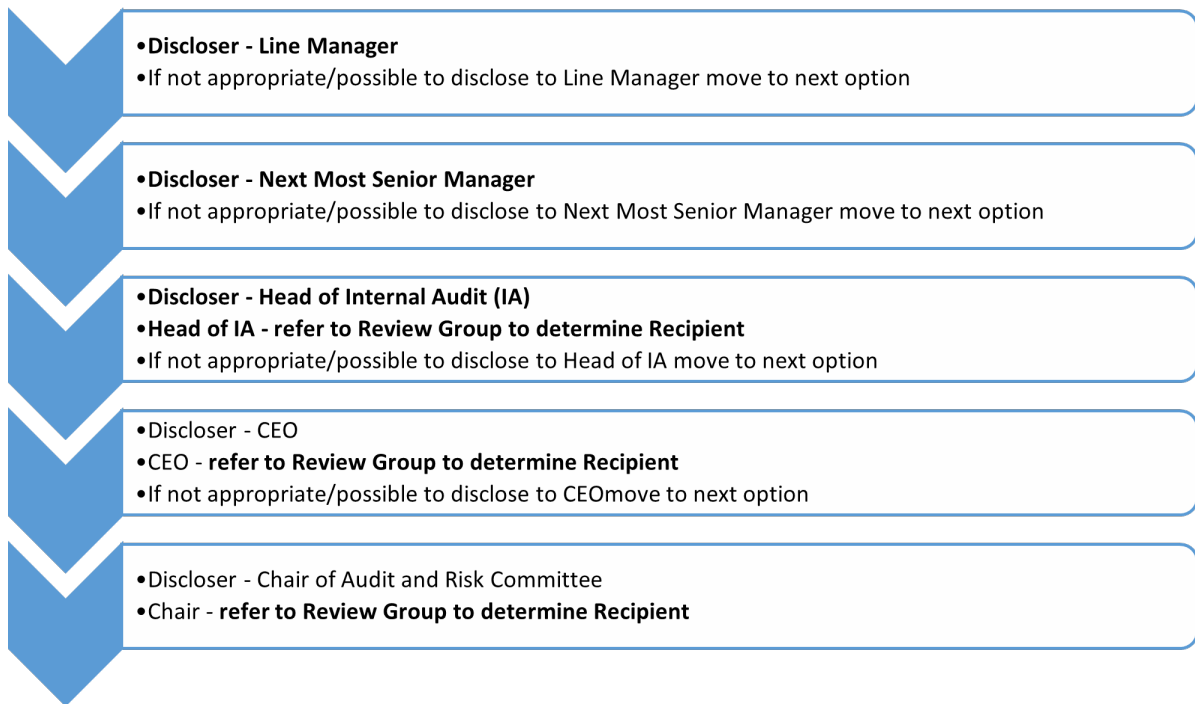 •Discloser - Line Manager
•If not appropriate/possible to disclose to Line Manager move to next option
•Discloser - Next Most Senior Manager
•If not appropriate/possible to disclose to Next Most Senior Manager move to next option
•Discloser - Head of Internal Audit (IA)
•Head of IA - refer to Review Group to determine Recipient
•If not appropriate/possible to disclose to Head of IA move to next option
•Discloser - CEO
•CEO - refer to Review Group to determine Recipient
•If not appropriate/possible to disclose to CEOmove to next option
•Discloser - Chair of Audit and Risk Committee
•Chair - refer to Review Group to determine Recipient